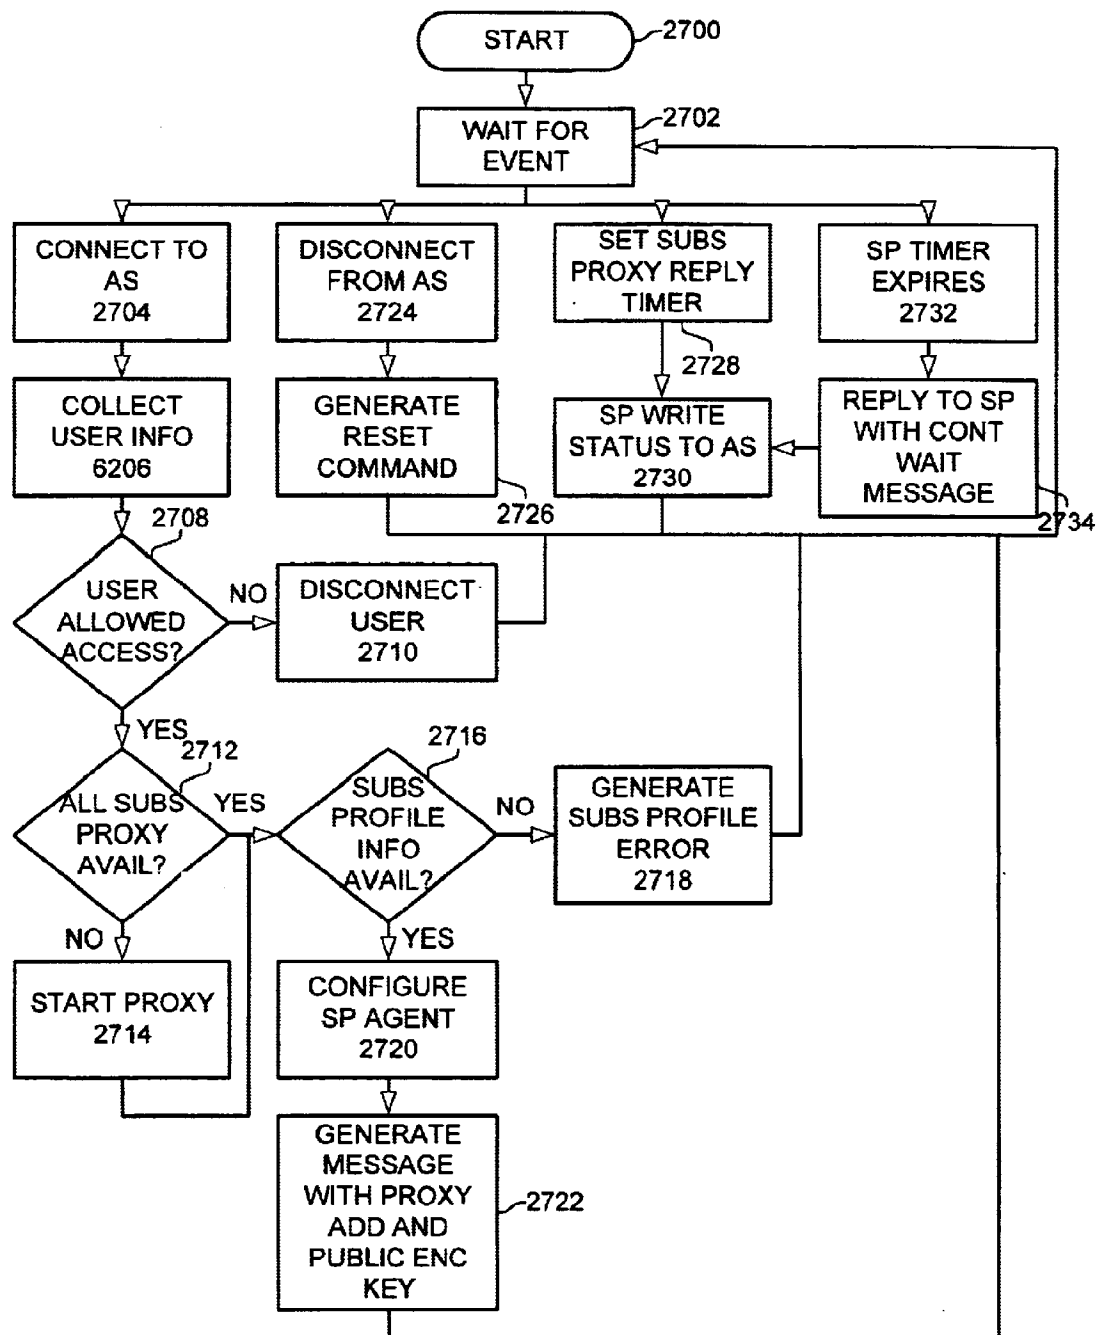 START
2700
WAIT FOR
EVENT
2702
CONNECT TO
AS
2704
DISCONNECT
FROM AS
2724
SET SUBS
PROXY REPLY
TIMER
2728
SP TIMER
EXPIRES
2732
COLLECT
USER INFO
6206
GENERATE
RESET
COMMAND
2726
SP WRITE
STATUS TO AS
2730
REPLY TO SP
WITH CONT
WAIT
MESSAGE
2734
2708
USER
ALLOWED
ACCESS?
NO
DISCONNECT
USER
2710
YES
2712
ALL SUBS
PROXY
AVAIL?
YES
2716
SUBS
PROFILE
INFO
AVAIL?
NO
GENERATE
SUBS PROFILE
ERROR
2718
NO
YES
START PROXY
2714
CONFIGURE
SP AGENT
2720
GENERATE
MESSAGE
WITH PROXY
ADD AND
PUBLIC ENC
KEY
2722